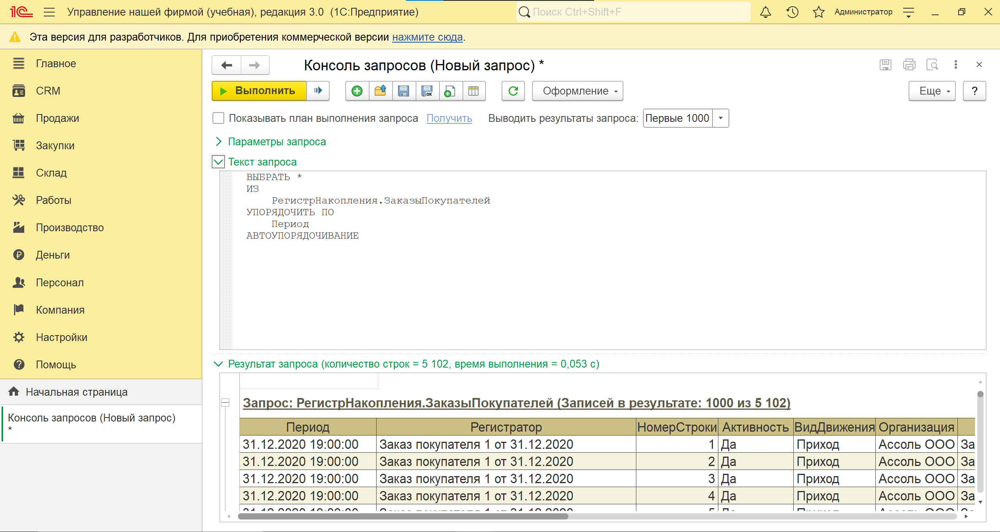 1С Управление нашей фирмой (учебная), редакция 3.0 (1С:Предприятие) Поиск Ctrl+Shift+F Администратор
Эта версия для разработчиков. Для приобретения коммерческой версии нажмите сюда.
Главное
CRM
Продажи
Закупки
Склад
Работы
Производство
Деньги
Персонал
Компания
Настройки
Помощь
Начальная страница
Консоль запросов (Новый запрос)
*
Консоль запросов (Новый запрос) *
Выполнить Оформление Еще ?
Показывать план выполнения запроса Получить Выводить результаты запроса: Первые 1000
Параметры запроса
Текст запроса
ВЫБРАТЬ *
ИЗ
РегистрНакопления.ЗаказыПокупателей
УПОРЯДОЧИТЬ ПО
Период
АВТОУПОРЯДОЧИВАНИЕ
Результат запроса (количество строк = 5 102, время выполнения = 0,053 с)
Запрос: РегистрНакопления.ЗаказыПокупателей (Записей в результате: 1000 из 5 102)
Период Регистратор НомерСтроки Активность ВидДвижения Организация
31.12.2020 19:00:00 Заказ покупателя 1 от 31.12.2020 1 Да Приход Ассоль ООО За
31.12.2020 19:00:00 Заказ покупателя 1 от 31.12.2020 2 Да Приход Ассоль ООО За
31.12.2020 19:00:00 Заказ покупателя 1 от 31.12.2020 3 Да Приход Ассоль ООО За
31.12.2020 19:00:00 Заказ покупателя 1 от 31.12.2020 4 Да Приход Ассоль ООО За